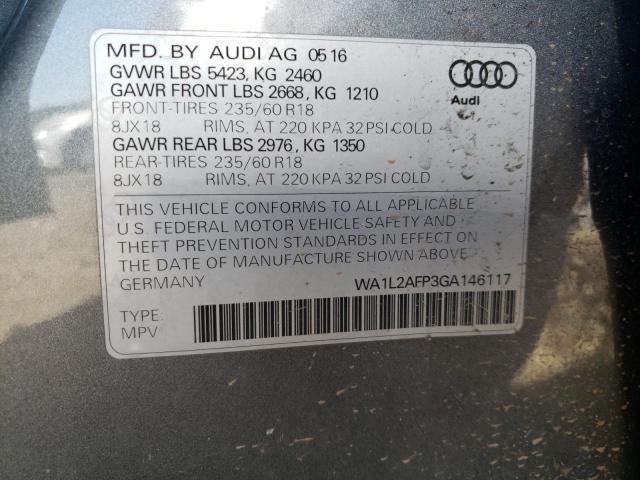 MFD. BY AUDI AG 0516
GVWR LBS 5423, KG 2460
GAWR FRONT LBS 2668, KG 1210
FRONT-TIRES 235/60 R18
8JX18 RIMS, AT 220 KPA 32 PSI COLD
GAWR REAR LBS 2976, KG 1350
REAR-TIRES 235/60 R18
8JX18 RIMS, AT 220 KPA 32 PSI COLD
Audi
THIS VEHICLE CONFORMS TO ALL APPLICABLE
U.S. FEDERAL MOTOR VEHICLE SAFETY AND
THEFT PREVENTION STANDARDS IN EFFECT ON
THE DATE OF MANUFACTURE SHOWN ABOVE.
GERMANY WA1L2AFP3GA146117
TYPE:
MPV